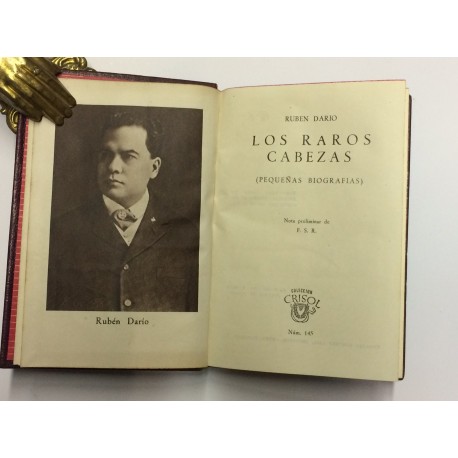 Rubén Darío
RUBEN DARIO
LOS RAROS
CABEZAS
(PEQUEÑAS BIOGRAFIAS)
Nota preliminar de
F. S. R.
COLECCION
CRISOL
Núm. 145